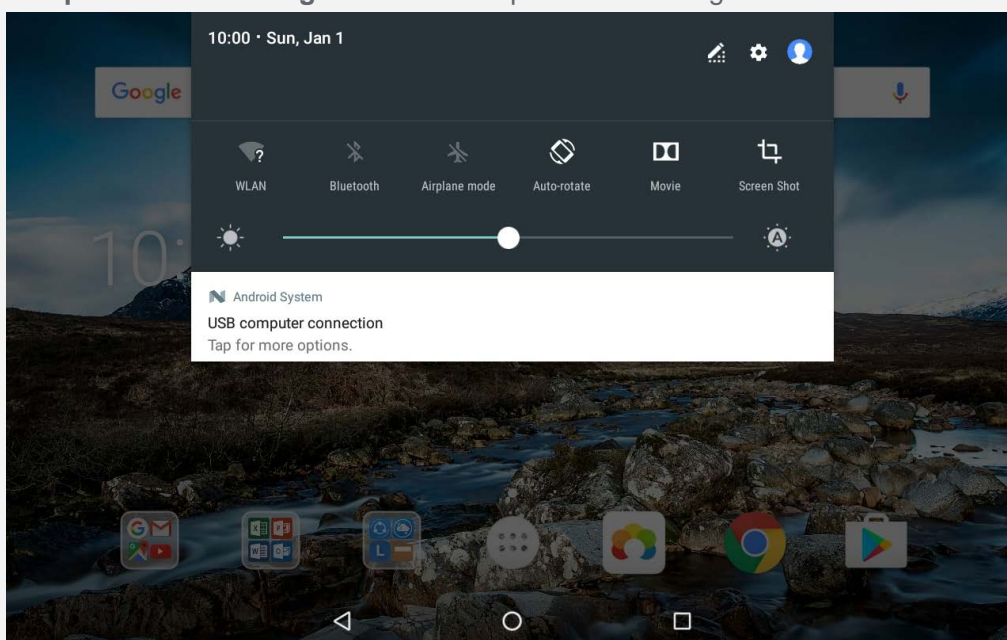 10:00 · Sun, Jan 1
Google
?
WLAN
Bluetooth
Airplane mode
Auto-rotate
Movie
Screen Shot
A
10:
N Android System
USB computer connection
Tap for more options.
G M
L